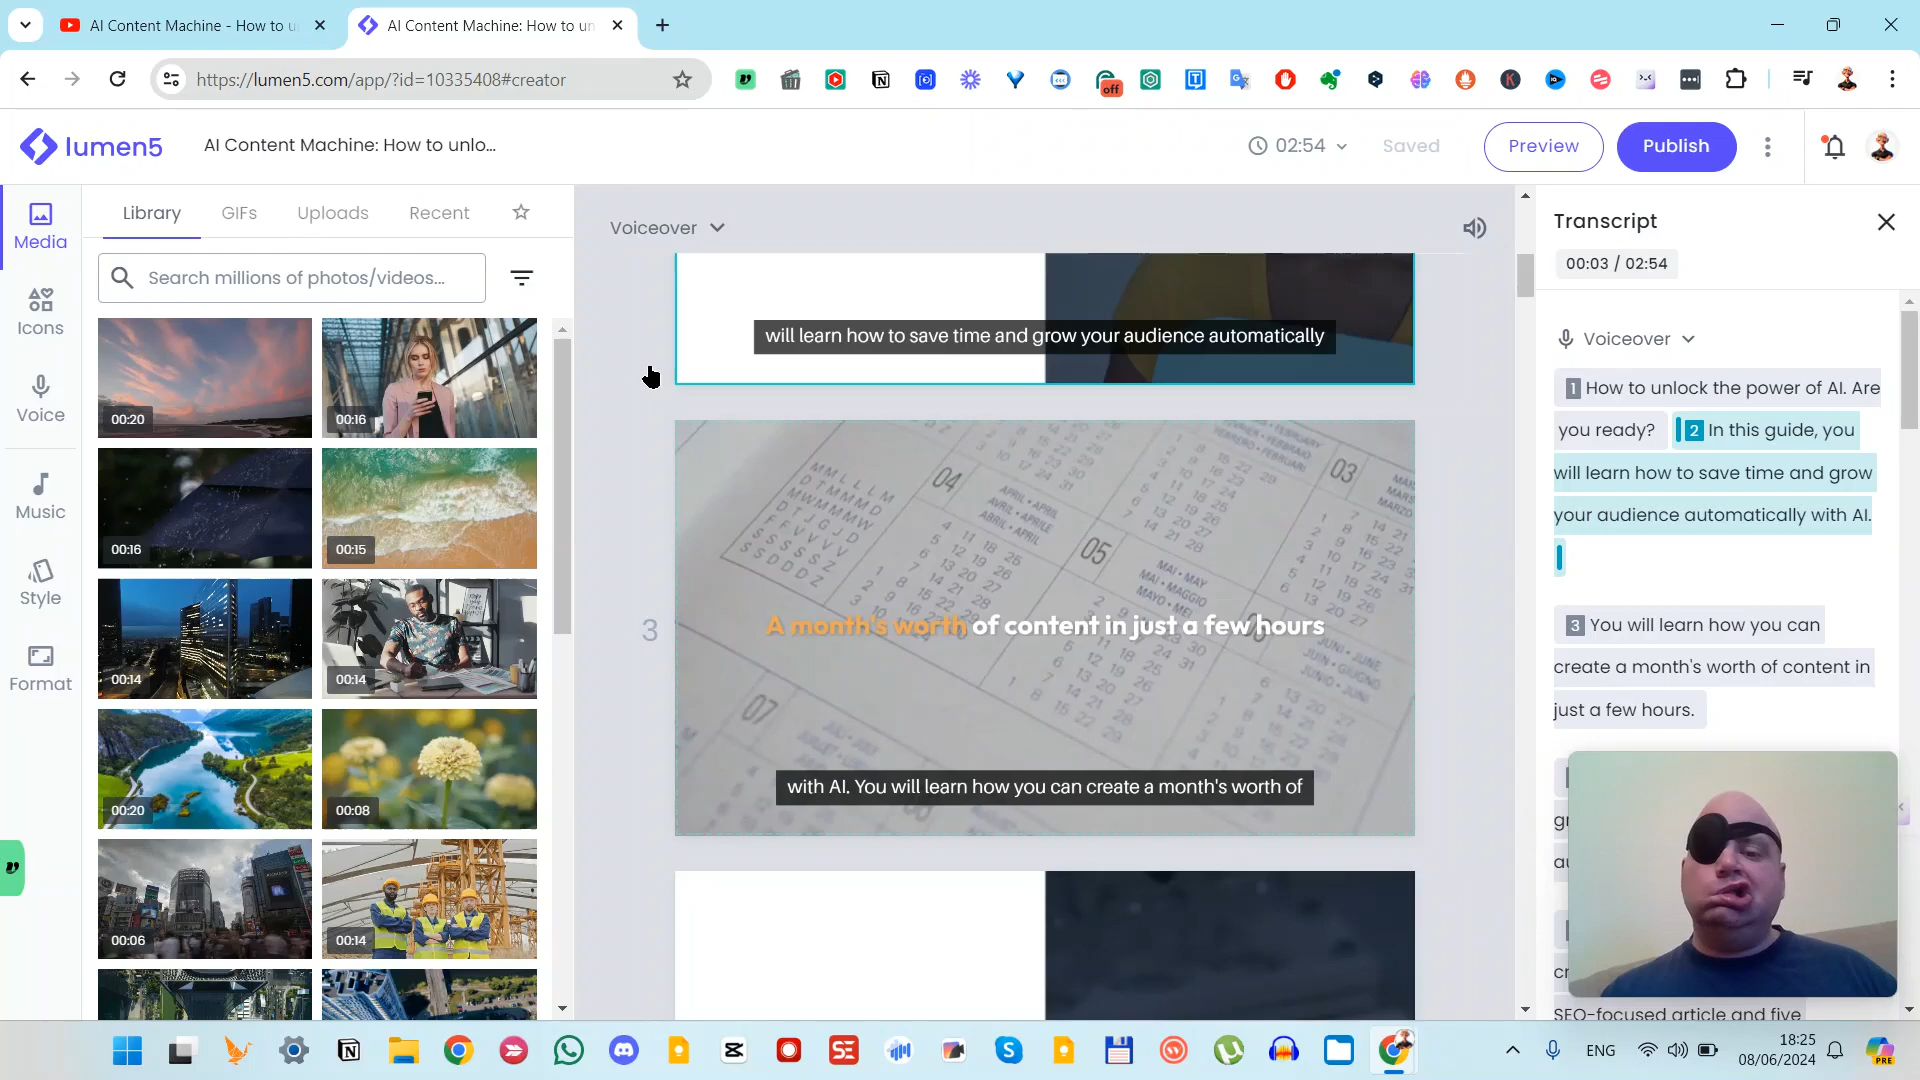 AI Content Machine - How to u
AI Content Machine: How to un
https://lumen5.com/app/?id=10335408#creator
off
lumen5
AI Content Machine: How to unlo...
02:54
Saved
Preview
Publish
Media
Icons
Voice
Music
Style
Format
Library
GIFs
Uploads
Recent
Search millions of photos/videos...
00:20
00:16
00:16
00:15
00:14
00:14
00:20
00:08
00:06
00:14
Voiceover
will learn how to save time and grow your audience automatically
3
03
04
05
07
A month's worth of content in just a few hours
with AI. You will learn how you can create a month's worth of
Transcript
00:03 / 02:54
Voiceover
1 How to unlock the power of AI. Are
you ready? 2 In this guide, you
will learn how to save time and grow
your audience automatically with AI.
3 You will learn how you can
create a month's worth of content in
just a few hours.
SEO-focused article and five
SE
ENG
18:25
08/06/2024
PRE